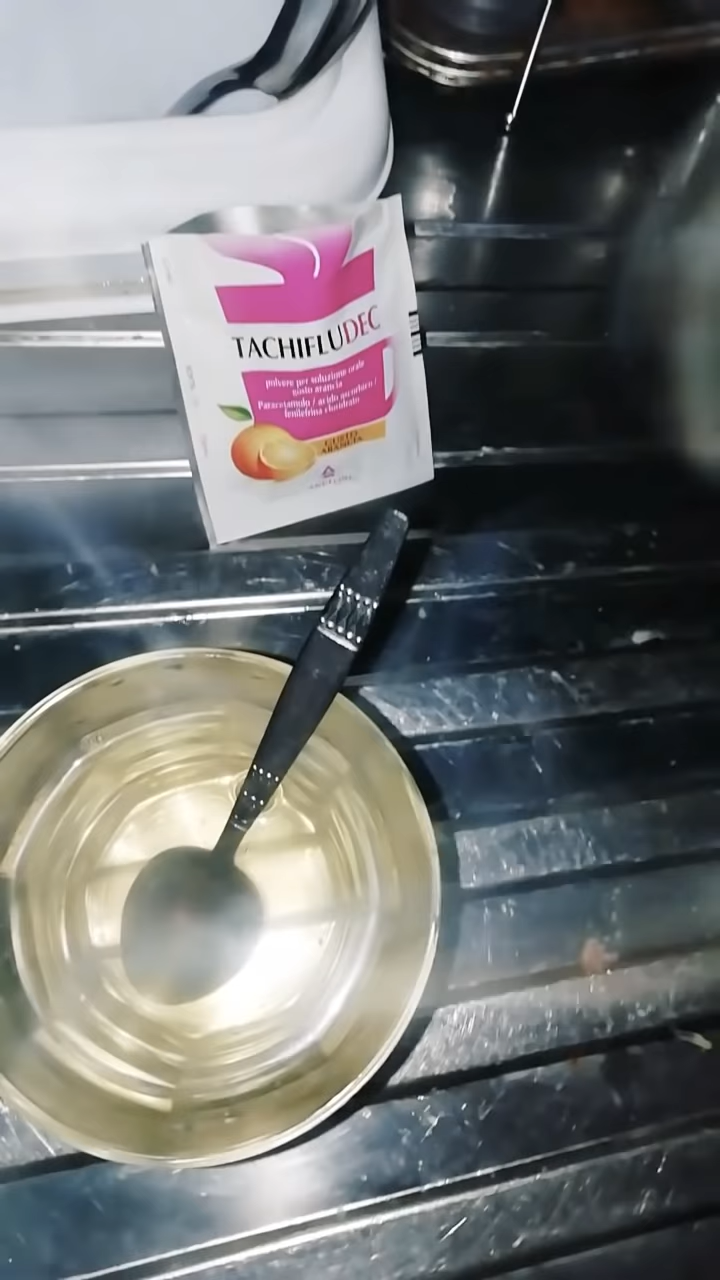 TACHIFLUDEC
polvere per soluzione orale
gusto arancia
Paracetamolo / acido ascorbico /
fenilefrina cloridrato
GUSTO
ARANCIA